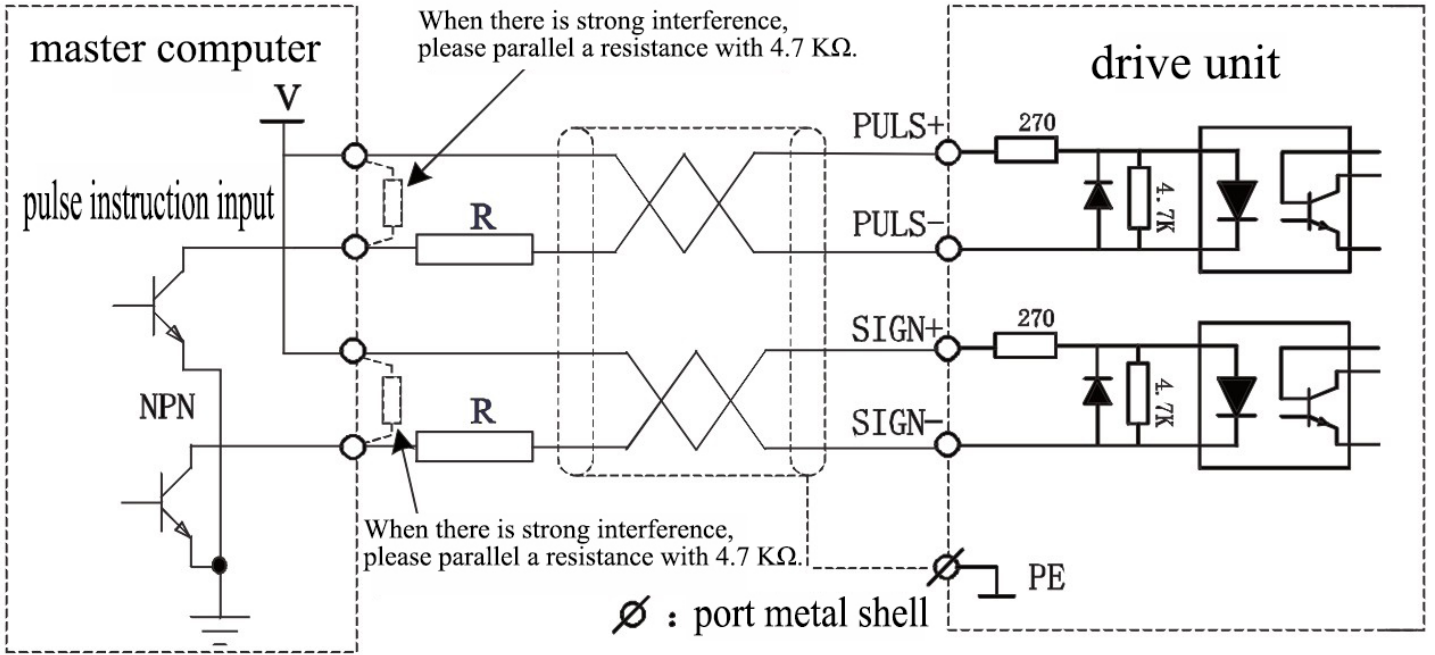 When there is strong interference,
please parallel a resistance with 4.7 KΩ.
master computer
drive unit
V
PULS+
270
pulse instruction input
4.7K
R
PULS-
SIGN+
270
NPN
4.7K
R
SIGN-
When there is strong interference,
please parallel a resistance with 4.7 KΩ.
PE
: port metal shell